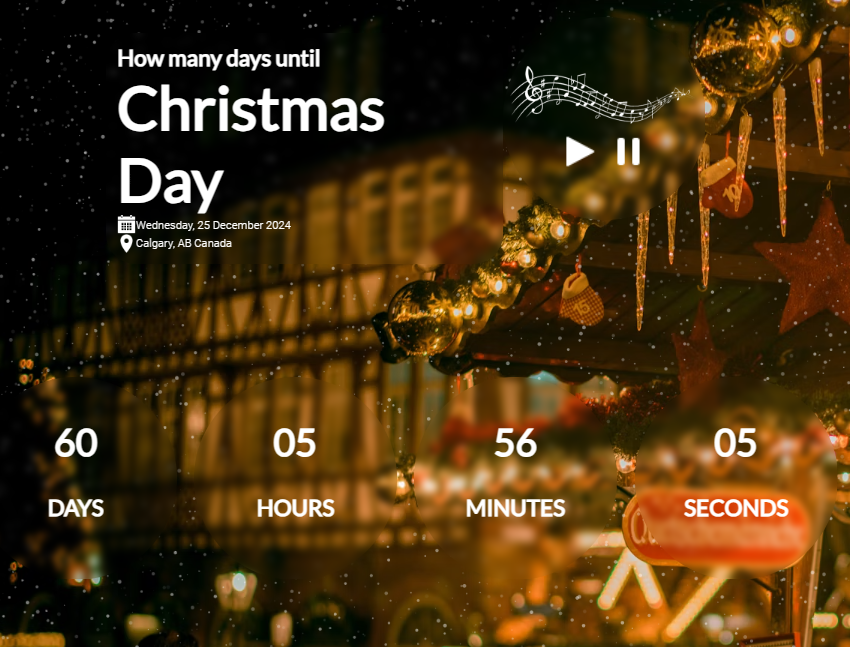 How many days until
Christmas
Day
Wednesday, 25 December 2024
Calgary, AB Canada
60
05
56
05
DAYS
HOURS
MINUTES
SECONDS